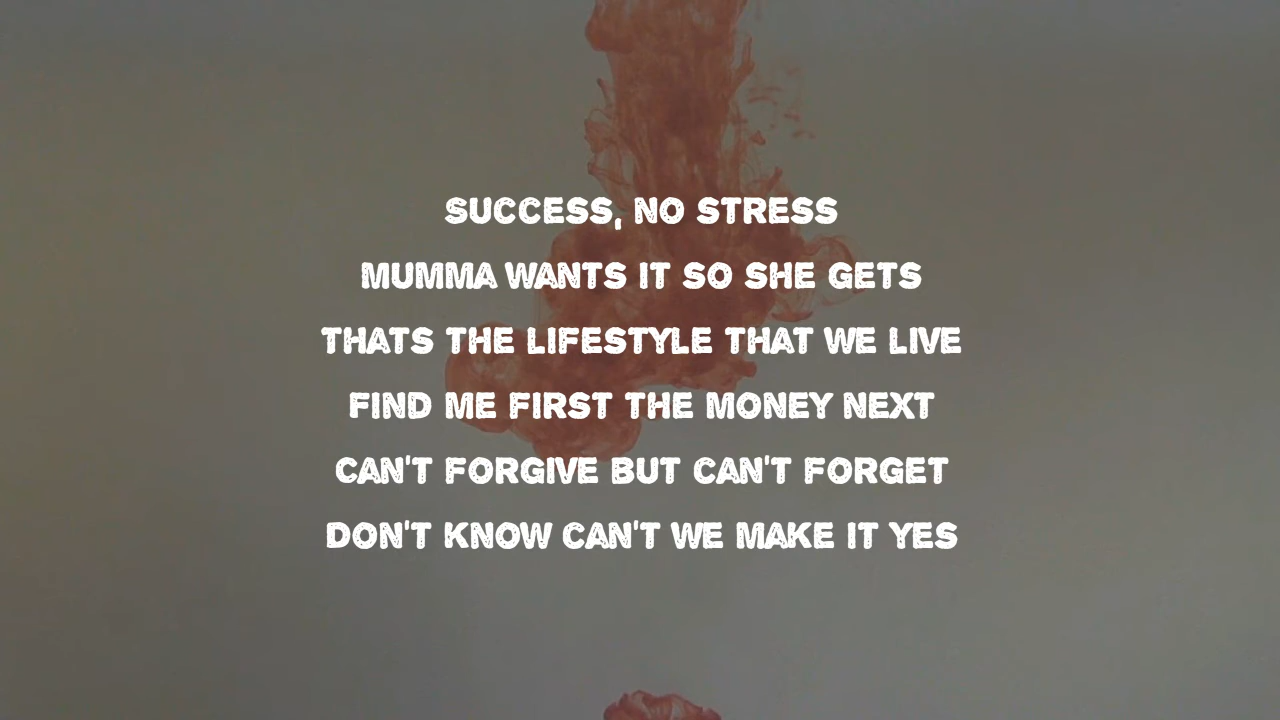 SUCCESS, NO STRESS
MUMMA WANTS IT SO SHE GETS
THATS THE LIFESTYLE THAT WE LIVE
FIND ME FIRST THE MONEY NEXT
CAN'T FORGIVE BUT CAN'T FORGET
DON'T KNOW CAN'T WE MAKE IT YES